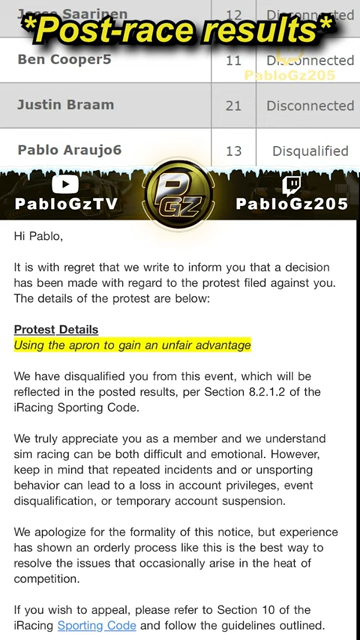 Jesse Saarinen 12 Disconnected
*Post-race results*
Ben Cooper5 11 Disconnected
PabloGz205
Justin Braam 21 Disconnected
Pablo Araujo6 13 Disqualified
PGZ
PabloGzTV PabloGz205
Hi Pablo,
It is with regret that we write to inform you that a decision
has been made with regard to the protest filed against you.
The details of the protest are below:
Protest Details
Using the apron to gain an unfair advantage
We have disqualified you from this event, which will be
reflected in the posted results, per Section 8.2.1.2 of the
iRacing Sporting Code.
We truly appreciate you as a member and we understand
sim racing can be both difficult and emotional. However,
keep in mind that repeated incidents and or unsporting
behavior can lead to a loss in account privileges, event
disqualification, or temporary account suspension.
We apologize for the formality of this notice, but experience
has shown an orderly process like this is the best way to
resolve the issues that occasionally arise in the heat of
competition.
If you wish to appeal, please refer to Section 10 of the
iRacing Sporting Code and follow the guidelines outlined.